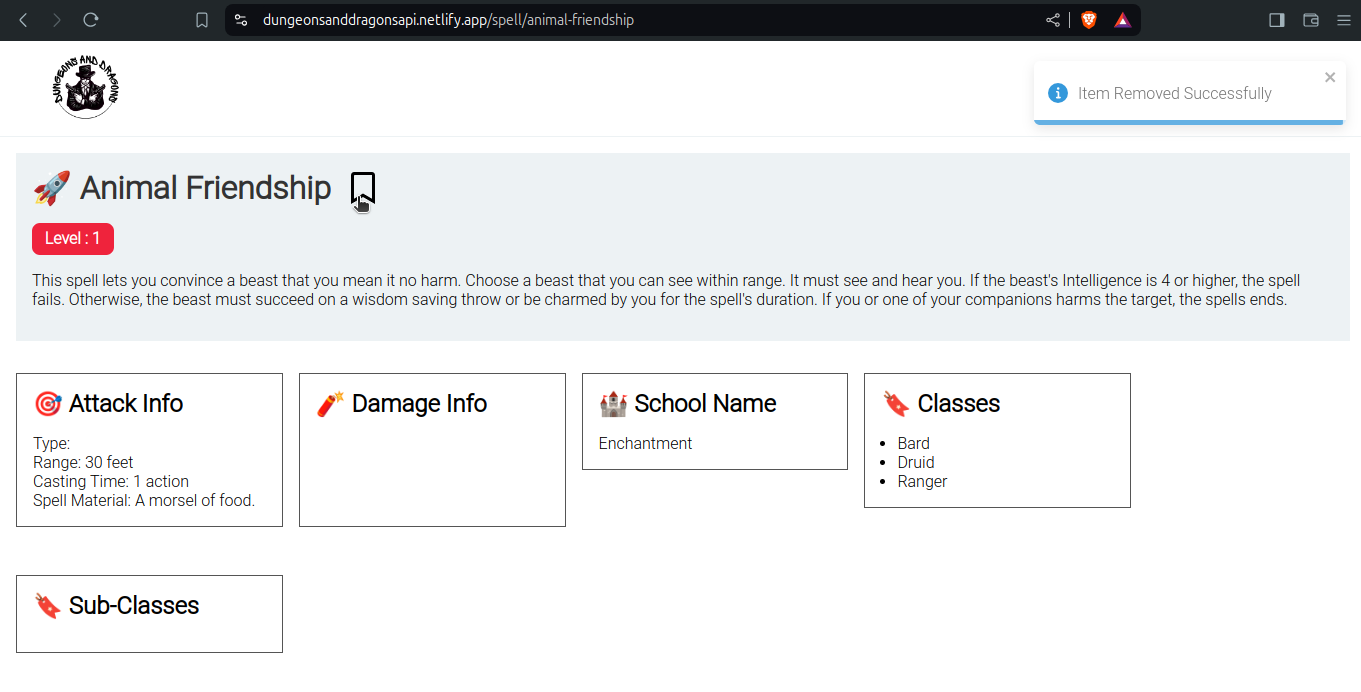 dungeonsanddragonsapi.netlify.app/spell/animal-friendship
DUNGEONS AND DRAGONS
Item Removed Successfully
Animal Friendship
Level : 1
This spell lets you convince a beast that you mean it no harm. Choose a beast that you can see within range. It must see and hear you. If the beast's Intelligence is 4 or higher, the spell
fails. Otherwise, the beast must succeed on a wisdom saving throw or be charmed by you for the spell's duration. If you or one of your companions harms the target, the spells ends.
Attack Info
Type:
Range: 30 feet
Casting Time: 1 action
Spell Material: A morsel of food.
Damage Info
School Name
Enchantment
Classes
Bard
Druid
Ranger
Sub-Classes